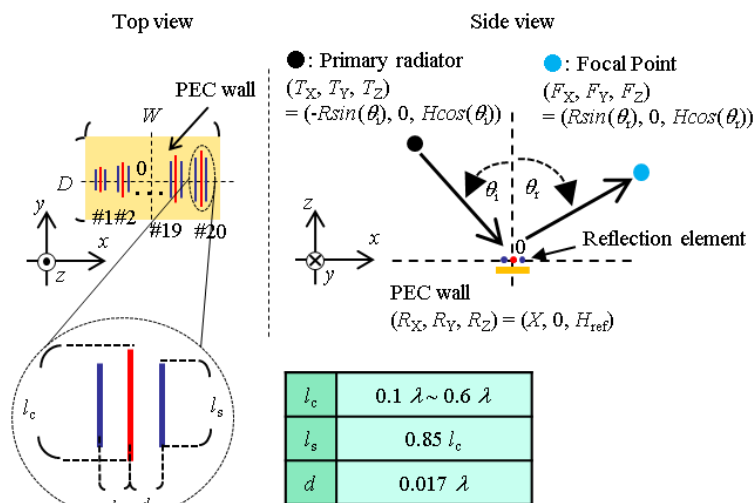 Top view
PEC wall
W
D
0
...
#1 #2
#19
#20
y
x
z
l_c
l_s
d
Side view
: Primary radiator
(T_X, T_Y, T_Z)
= (-Rsin(θ_i), 0, Hcos(θ_i))
: Focal Point
(F_X, F_Y, F_Z)
= (Rsin(θ_r), 0, Hcos(θ_r))
θ_i
θ_r
z
x
y
0
Reflection element
PEC wall
(R_X, R_Y, R_Z) = (X, 0, H_ref)
l_c 0.1 λ ~ 0.6 λ
l_s 0.85 l_c
d 0.017 λ